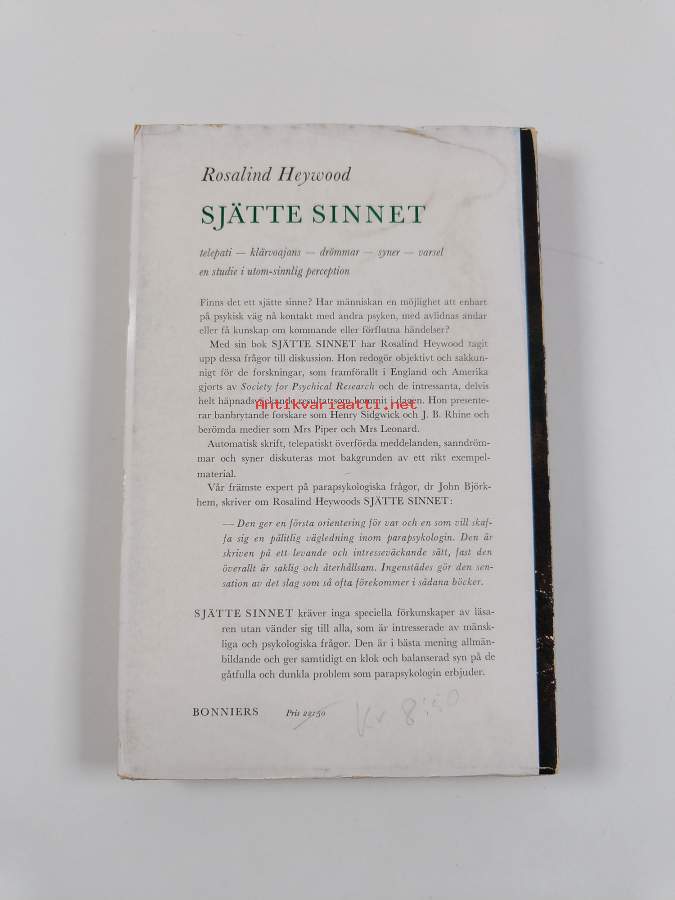 Rosalind Heywood
SJÄTTE SINNET
telepati — klärvoajans — drömmar — syner — varsel
en studie i utom-sinnlig perception
Finns det ett sjätte sinne? Har människan en möjlighet att enbart
på psykisk väg nå kontakt med andra psyken, med avlidnas andar
eller få kunskap om kommande eller förflutna händelser?
Med sin bok SJÄTTE SINNET har Rosalind Heywood tagit
upp dessa frågor till diskussion. Hon redogör objektivt och sakkun-
nigt för de forskningar, som framförallt i England och Amerika
gjorts av Society for Psychical Research och de intressanta, delvis
helt häpnadsväckande resultat som kommit i dagen. Hon presente-
Antikvariaatti.net
rar banbrytande forskare som Henry Sidgwick och J. B. Rhine och
berömda medier som Mrs Piper och Mrs Leonard.
Automatisk skrift, telepatiskt överförda meddelanden, sanndröm-
mar och syner diskuteras mot bakgrunden av ett rikt exempel-
material.
Vår främste expert på parapsykologiska frågor, dr John Björk-
hem, skriver om Rosalind Heywoods SJÄTTE SINNET:
— Den ger en första orientering för var och en som vill skaf-
fa sig en pålitlig vägledning inom parapsykologin. Den är
skriven på ett levande och intresseväckande sätt, fast den
överallt är saklig och återhållsam. Ingenstädes gör den sen-
sation av det slag som så ofta förekommer i sådana böcker.
SJÄTTE SINNET kräver inga speciella förkunskaper av läsa-
ren utan vänder sig till alla, som är intresserade av mänsk-
liga och psykologiska frågor. Den är i bästa mening allmän-
bildande och ger samtidigt en klok och balanserad syn på de
gåtfulla och dunkla problem som parapsykologin erbjuder.
BONNIERS Pris 22:50 Kr 8:50